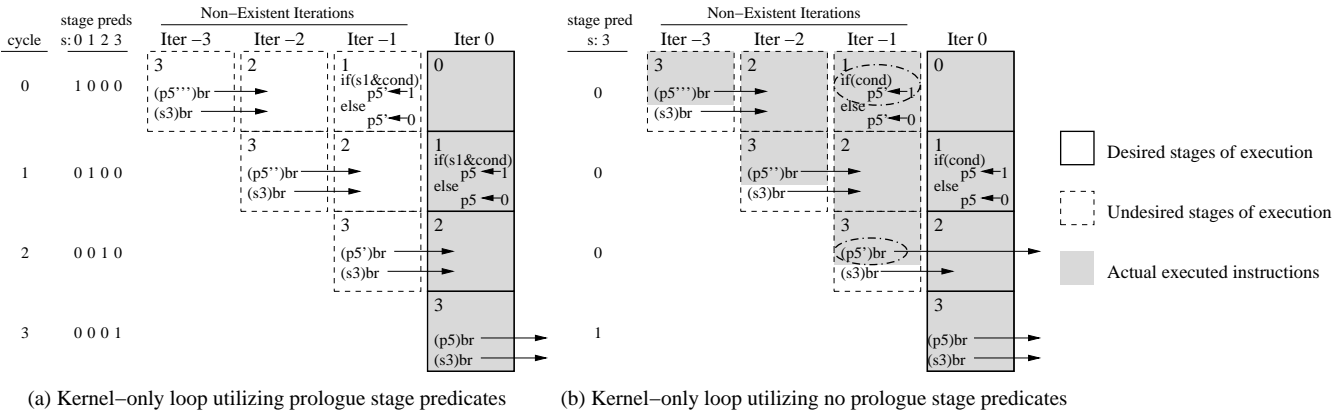 stage preds
Non−Existent Iterations
cycle
s: 0 1 2 3
Iter −3
Iter −2
Iter −1
Iter 0
0
1 0 0 0
3
(p5''')br
(s3)br
2
1
if(s1&cond)
p5' 1
else
p5' 0
0
1
0 1 0 0
3
(p5'')br
(s3)br
2
1
if(s1&cond)
p5 1
else
p5 0
2
0 0 1 0
3
(p5')br
(s3)br
2
3
0 0 0 1
3
(p5)br
(s3)br
(a) Kernel−only loop utilizing prologue stage predicates
stage pred
Non−Existent Iterations
s: 3
Iter −3
Iter −2
Iter −1
Iter 0
0
3
(p5''')br
(s3)br
2
1
if(cond)
p5' 1
else
p5' 0
0
0
3
(p5'')br
(s3)br
2
1
if(cond)
p5 1
else
p5 0
0
3
(p5')br
(s3)br
2
1
3
(p5)br
(s3)br
(b) Kernel−only loop utilizing no prologue stage predicates
Desired stages of execution
Undesired stages of execution
Actual executed instructions